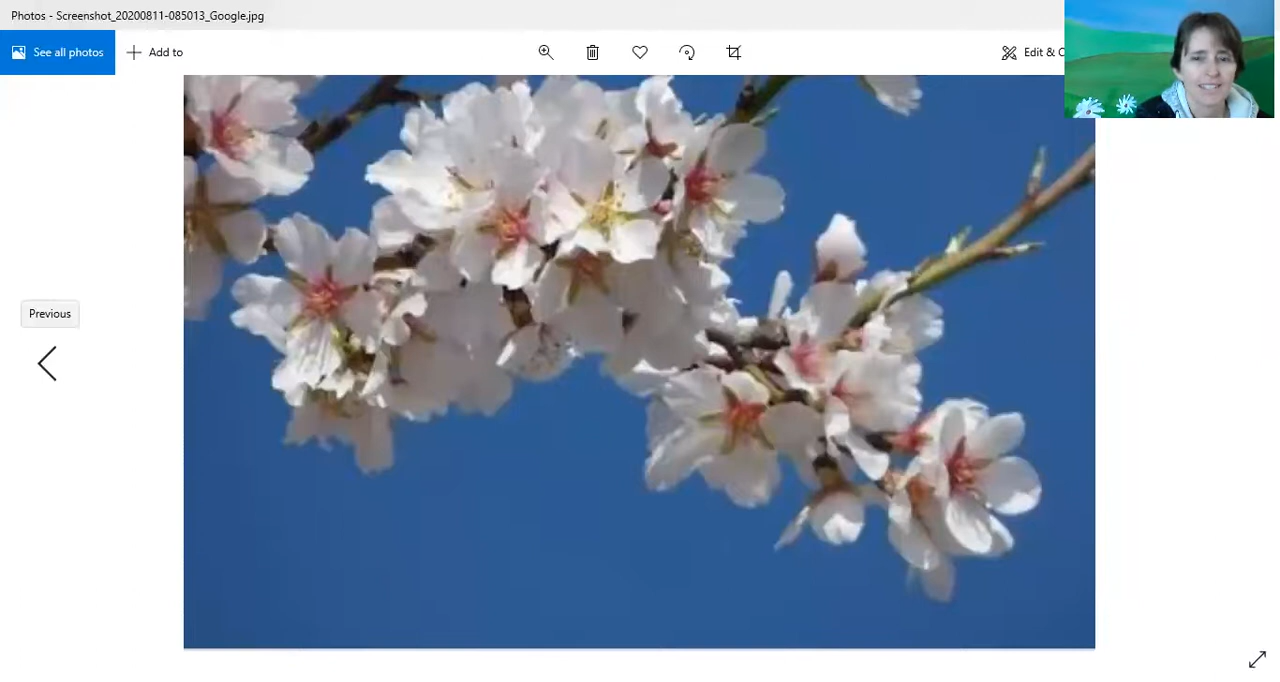 Photos - Screenshot_20200811-085013_Google.jpg
See all photos
Add to
Edit & C
Previous